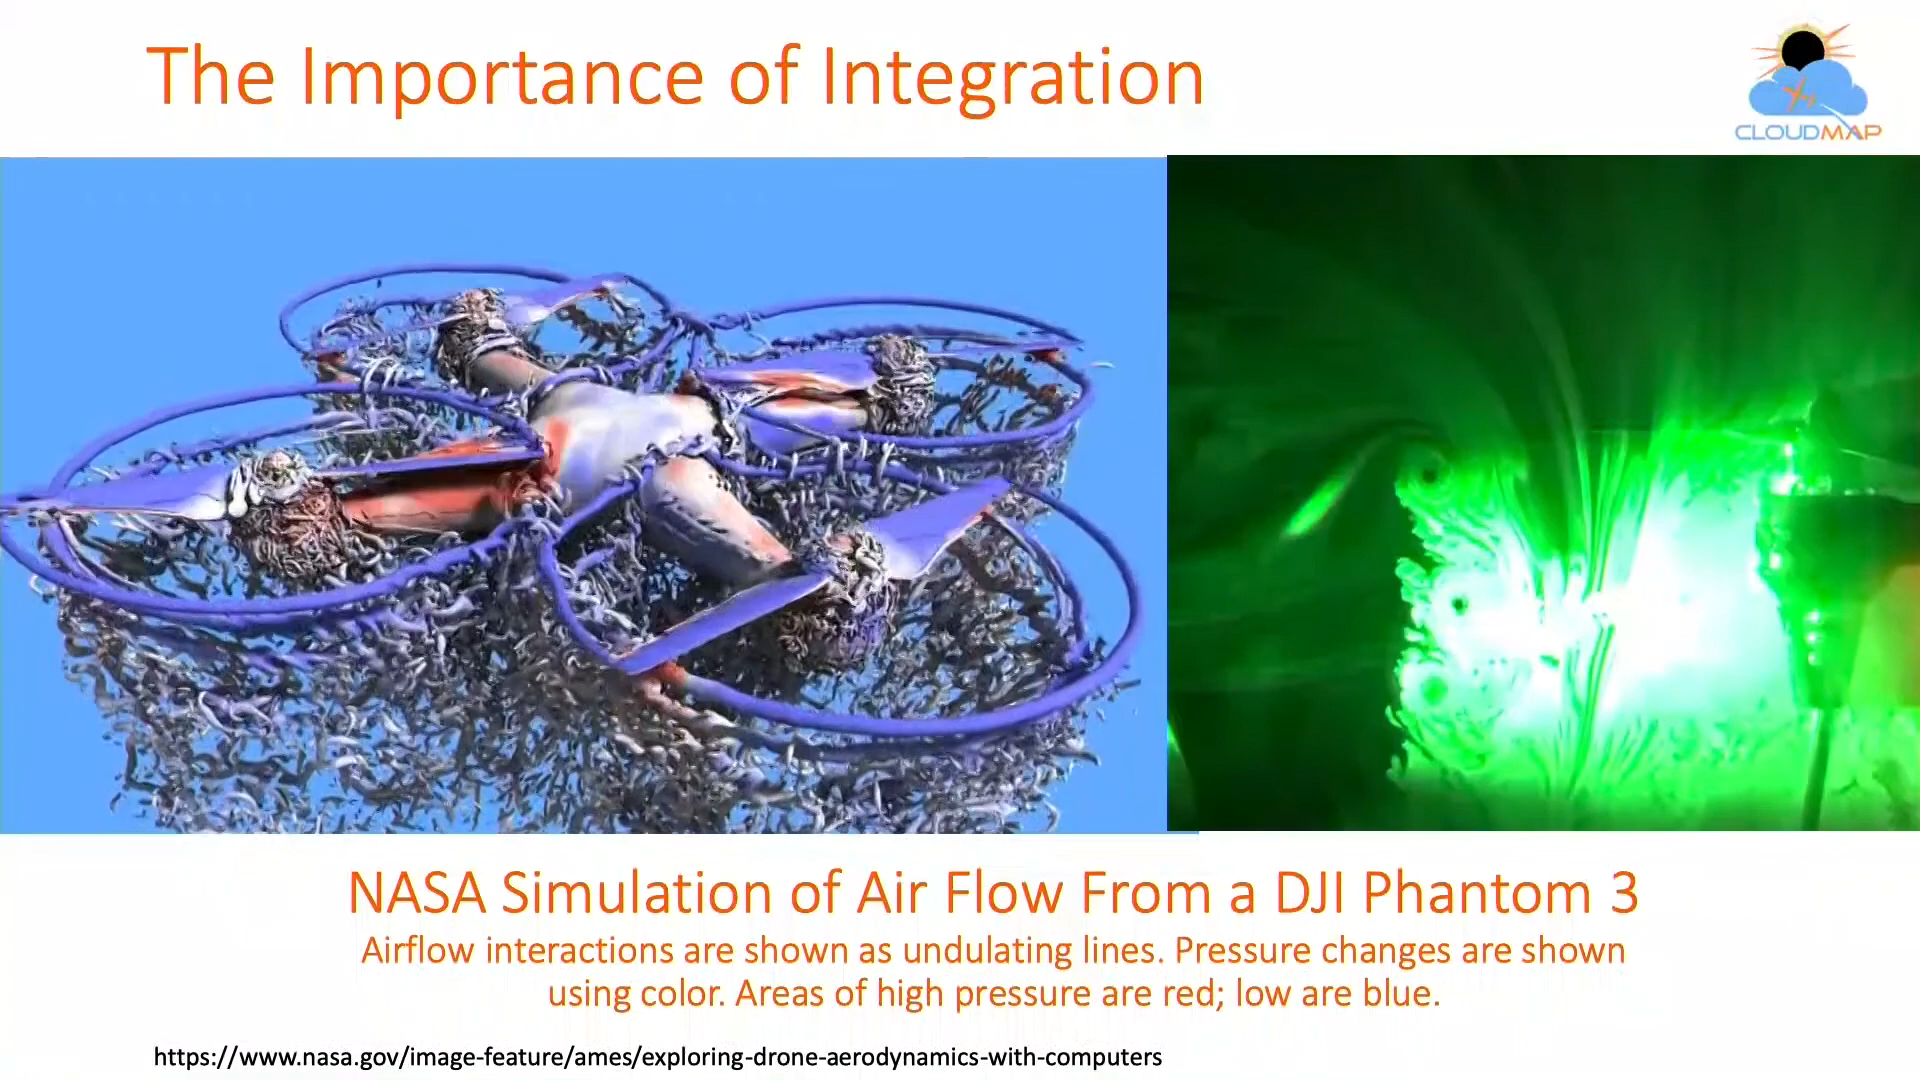 The Importance of Integration
CLOUDMAP
NASA Simulation of Air Flow From a DJI Phantom 3
Airflow interactions are shown as undulating lines. Pressure changes are shown
using color. Areas of high pressure are red; low are blue.
https://www.nasa.gov/image-feature/ames/exploring-drone-aerodynamics-with-computers